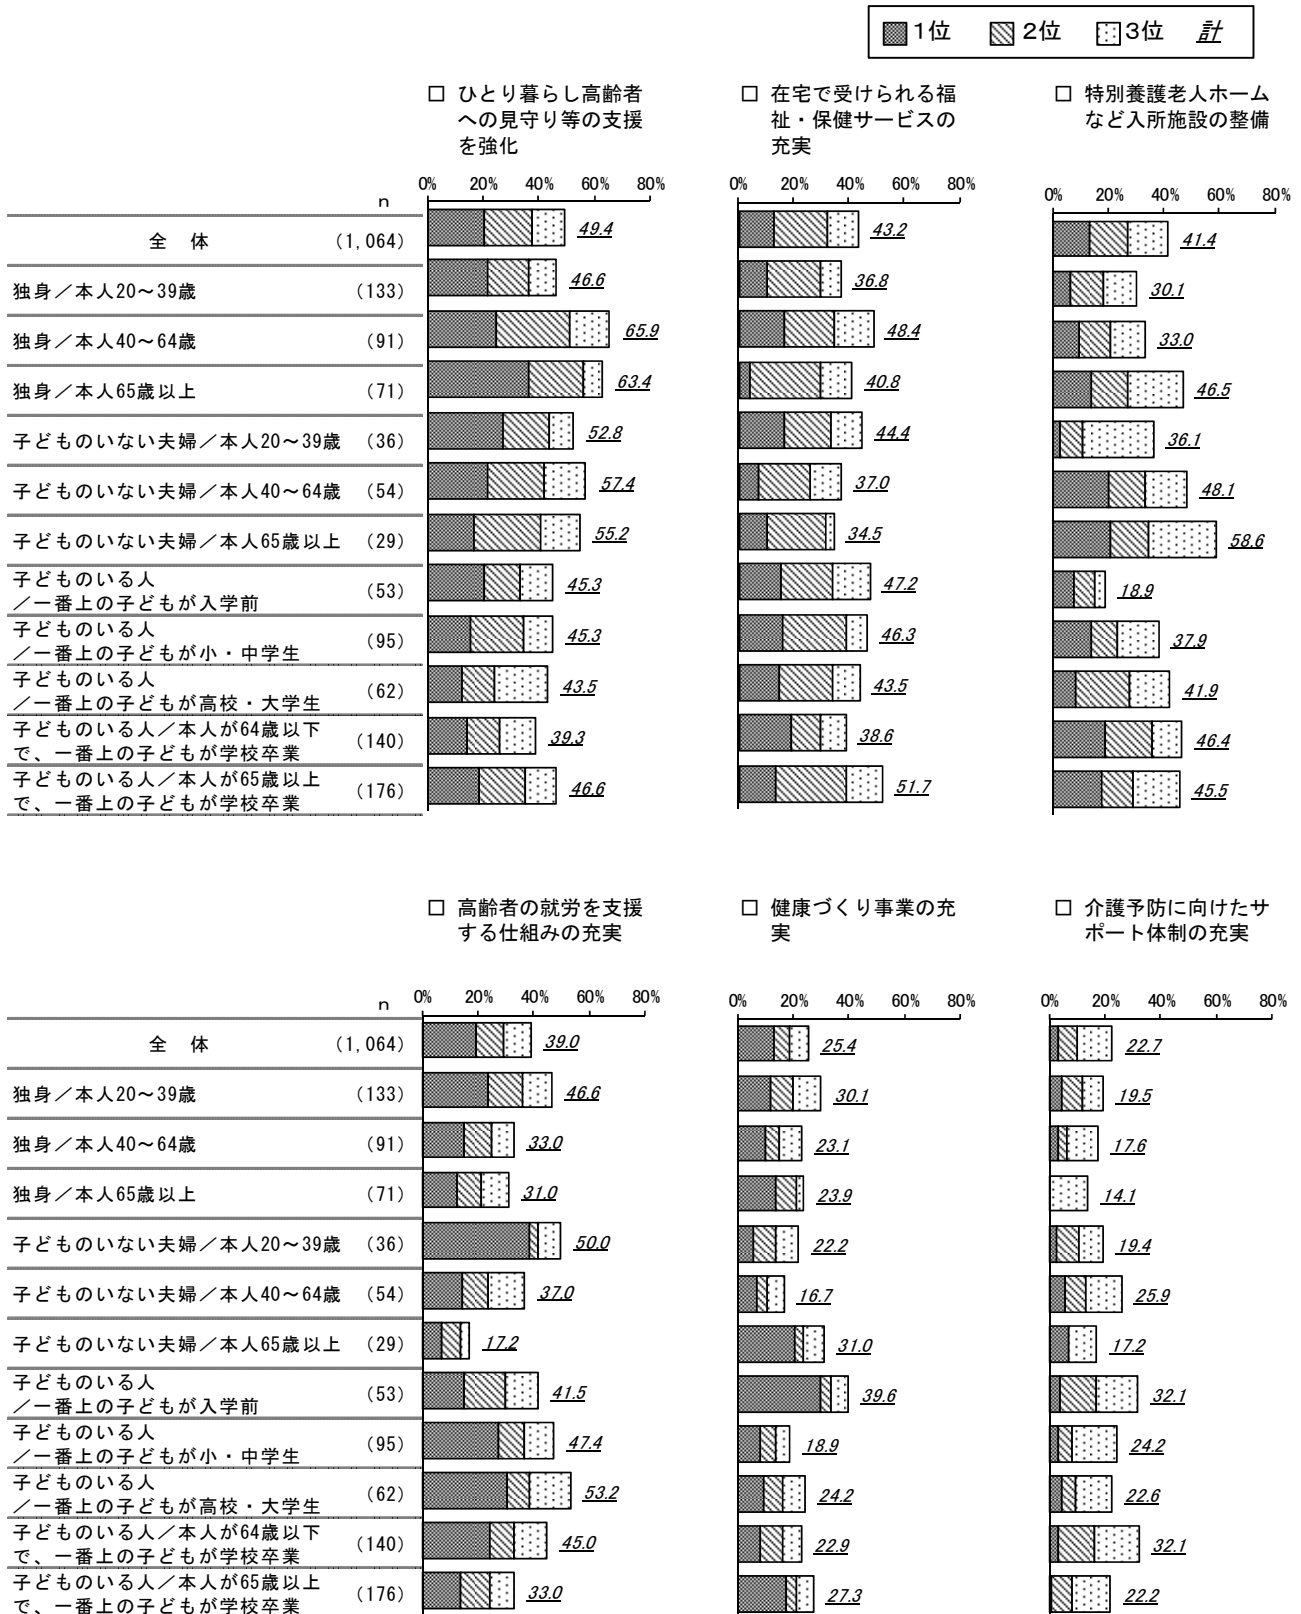 1位 2位 3位 計
□ ひとり暮らし高齢者
への見守り等の支援
を強化
□ 在宅で受けられる福
祉・保健サービスの
充実
□ 特別養護老人ホーム
など入所施設の整備
n 0% 20% 40% 60% 80% 0% 20% 40% 60% 80% 0% 20% 40% 60% 80%
全 体 (1,064) 49.4 43.2 41.4
独身/本人20~39歳 (133) 46.6 36.8 30.1
独身/本人40~64歳 (91) 65.9 48.4 33.0
独身/本人65歳以上 (71) 63.4 40.8 46.5
子どものいない夫婦/本人20~39歳 (36) 52.8 44.4 36.1
子どものいない夫婦/本人40~64歳 (54) 57.4 37.0 48.1
子どものいない夫婦/本人65歳以上 (29) 55.2 34.5 58.6
子どものいる人
/一番上の子どもが入学前 (53) 45.3 47.2 18.9
子どものいる人
/一番上の子どもが小・中学生 (95) 45.3 46.3 37.9
子どものいる人
/一番上の子どもが高校・大学生 (62) 43.5 43.5 41.9
子どものいる人/本人が64歳以下
で、一番上の子どもが学校卒業 (140) 39.3 38.6 46.4
子どものいる人/本人が65歳以上
で、一番上の子どもが学校卒業 (176) 46.6 51.7 45.5
□ 高齢者の就労を支援
する仕組みの充実
□ 健康づくり事業の充
実
□ 介護予防に向けたサ
ポート体制の充実
n 0% 20% 40% 60% 80% 0% 20% 40% 60% 80% 0% 20% 40% 60% 80%
全 体 (1,064) 39.0 25.4 22.7
独身/本人20~39歳 (133) 46.6 30.1 19.5
独身/本人40~64歳 (91) 33.0 23.1 17.6
独身/本人65歳以上 (71) 31.0 23.9 14.1
子どものいない夫婦/本人20~39歳 (36) 50.0 22.2 19.4
子どものいない夫婦/本人40~64歳 (54) 37.0 16.7 25.9
子どものいない夫婦/本人65歳以上 (29) 17.2 31.0 17.2
子どものいる人
/一番上の子どもが入学前 (53) 41.5 39.6 32.1
子どものいる人
/一番上の子どもが小・中学生 (95) 47.4 18.9 24.2
子どものいる人
/一番上の子どもが高校・大学生 (62) 53.2 24.2 22.6
子どものいる人/本人が64歳以下
で、一番上の子どもが学校卒業 (140) 45.0 22.9 32.1
子どものいる人/本人が65歳以上
で、一番上の子どもが学校卒業 (176) 33.0 27.3 22.2